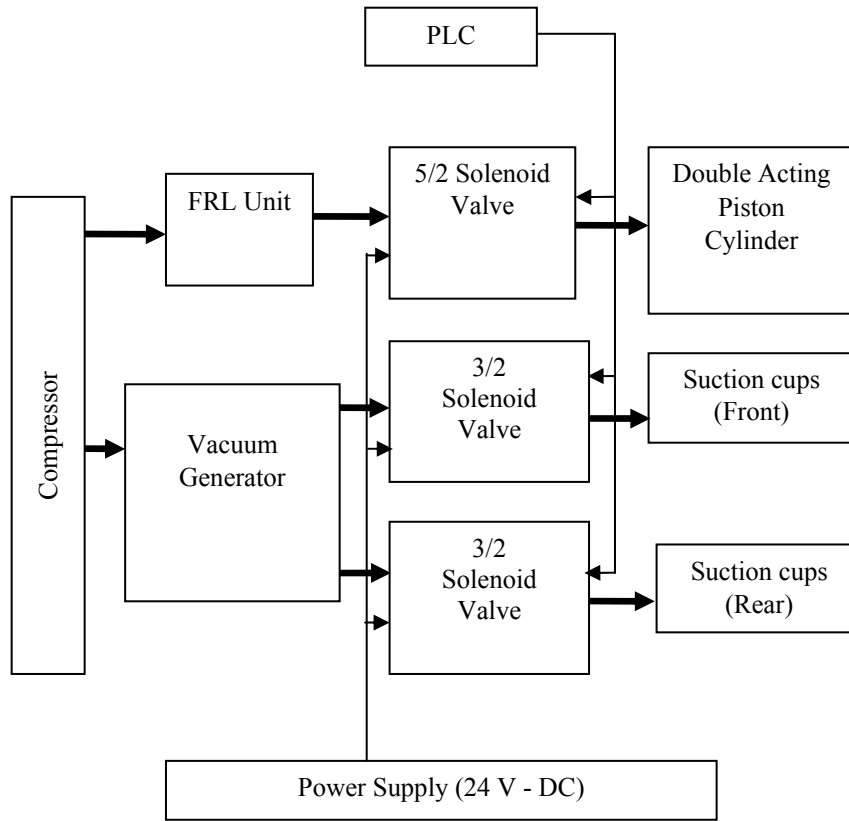 PLC
5/2 Solenoid
Valve
Double Acting
Piston
Cylinder
FRL Unit
Compressor
3/2
Solenoid
Valve
Suction cups
(Front)
Vacuum
Generator
3/2
Solenoid
Valve
Suction cups
(Rear)
Power Supply (24 V - DC)